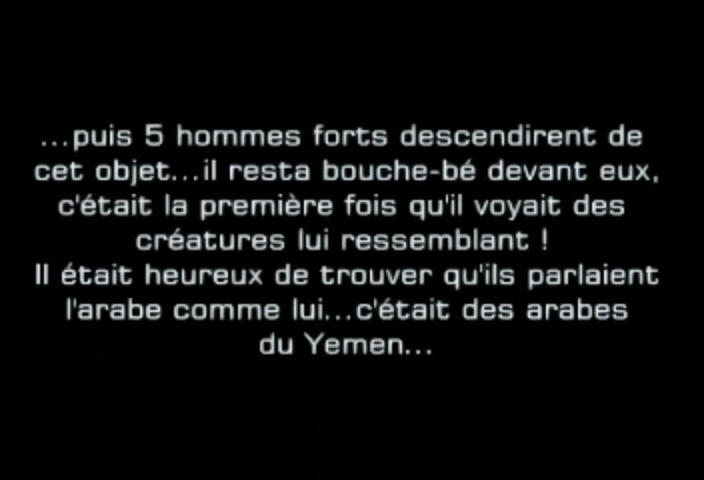 ...puis 5 hommes forts descendirent de
cet objet...il resta bouche-bé devant eux,
c'était la première fois qu'il voyait des
créatures lui ressemblant !
Il était heureux de trouver qu'ils parlaient
l'arabe comme lui...c'était des arabes
du Yemen...